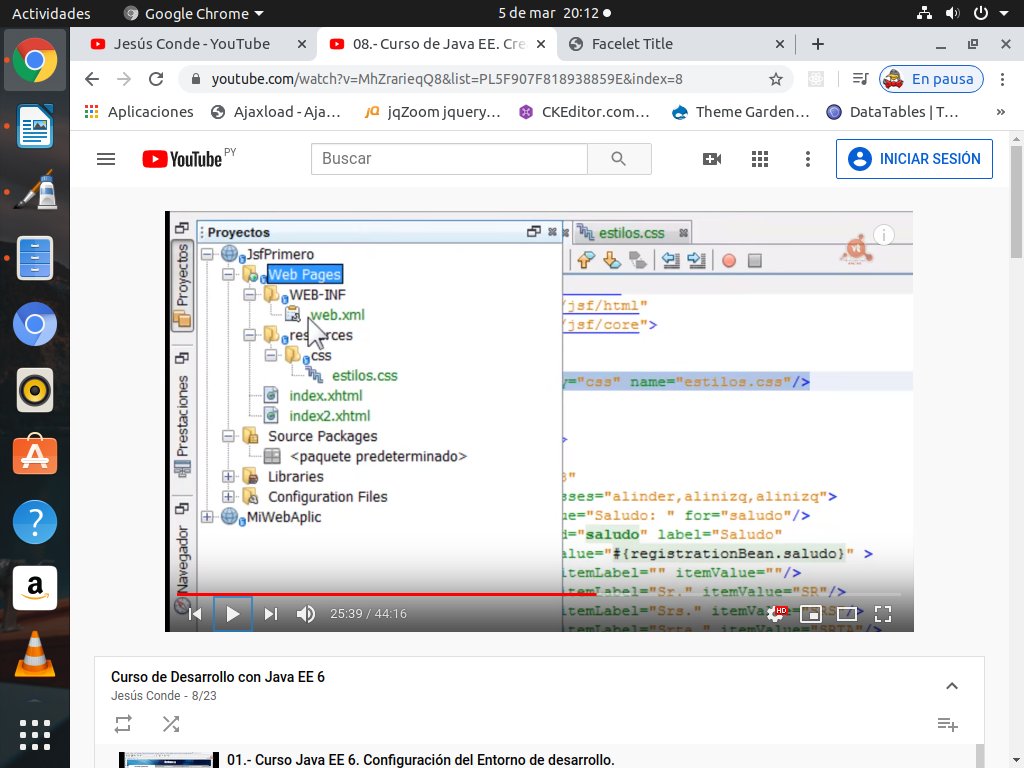 Actividades
Google Chrome
5 de mar 20:12
Jesús Conde - YouTube
08.- Curso de Java EE. Cre
Facelet Title
youtube.com/watch?v=MhZrarieqQ8&list=PL5F907F818938859E&index=8
En pausa
Aplicaciones
Ajaxload - Aja…
jqZoom jquery…
CKEditor.com…
Theme Garden…
DataTables | T…
»
YouTube PY
Buscar
INICIAR SESIÓN
Proyectos
estilos.css
Proyectos
Prestaciones
Navegador
JsfPrimero
Web Pages
WEB-INF
web.xml
resources
css
estilos.css
index.xhtml
index2.xhtml
Source Packages
<paquete predeterminado>
Libraries
Configuration Files
MiWebAplic
/jsf/html"
/jsf/core">
y="css" name="estilos.css"/>
sses="alinder,alinizq,alinizq">
ue="Saludo: " for="saludo"/>
d="saludo" label="Saludo"
alue="#{registrationBean.saludo}" >
itemLabel="" itemValue=""/>
itemLabel="Sr." itemValue="SR"/>
itemLabel="Srs." itemValue="SRS"/>
itemLabel="Srta." itemValue="SRTA"/>
25:39 / 44:16
HD
Curso de Desarrollo con Java EE 6
Jesús Conde - 8/23
01.- Curso Java EE 6. Configuración del Entorno de desarrollo.